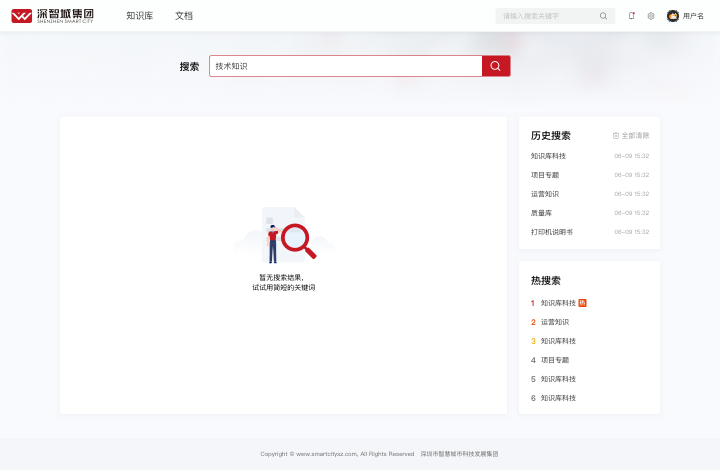 深智城集团
SHENZHEN SMART CITY
知识库
文档
请输入搜索关键字
用户名
搜索
技术知识
暂无搜索结果,
试试用简短的关键词
历史搜索
全部清除
知识库科技 06-09 15:32
项目专题 06-09 15:32
运营知识 06-09 15:32
质量库 06-09 15:32
打印机说明书 06-09 15:32
热搜索
1 知识库科技 热
2 运营知识
3 知识库科技
4 项目专题
5 知识库科技
6 知识库科技
Copyright © www.smartcitysz.com, All Rights Reserved 深圳市智慧城市科技发展集团